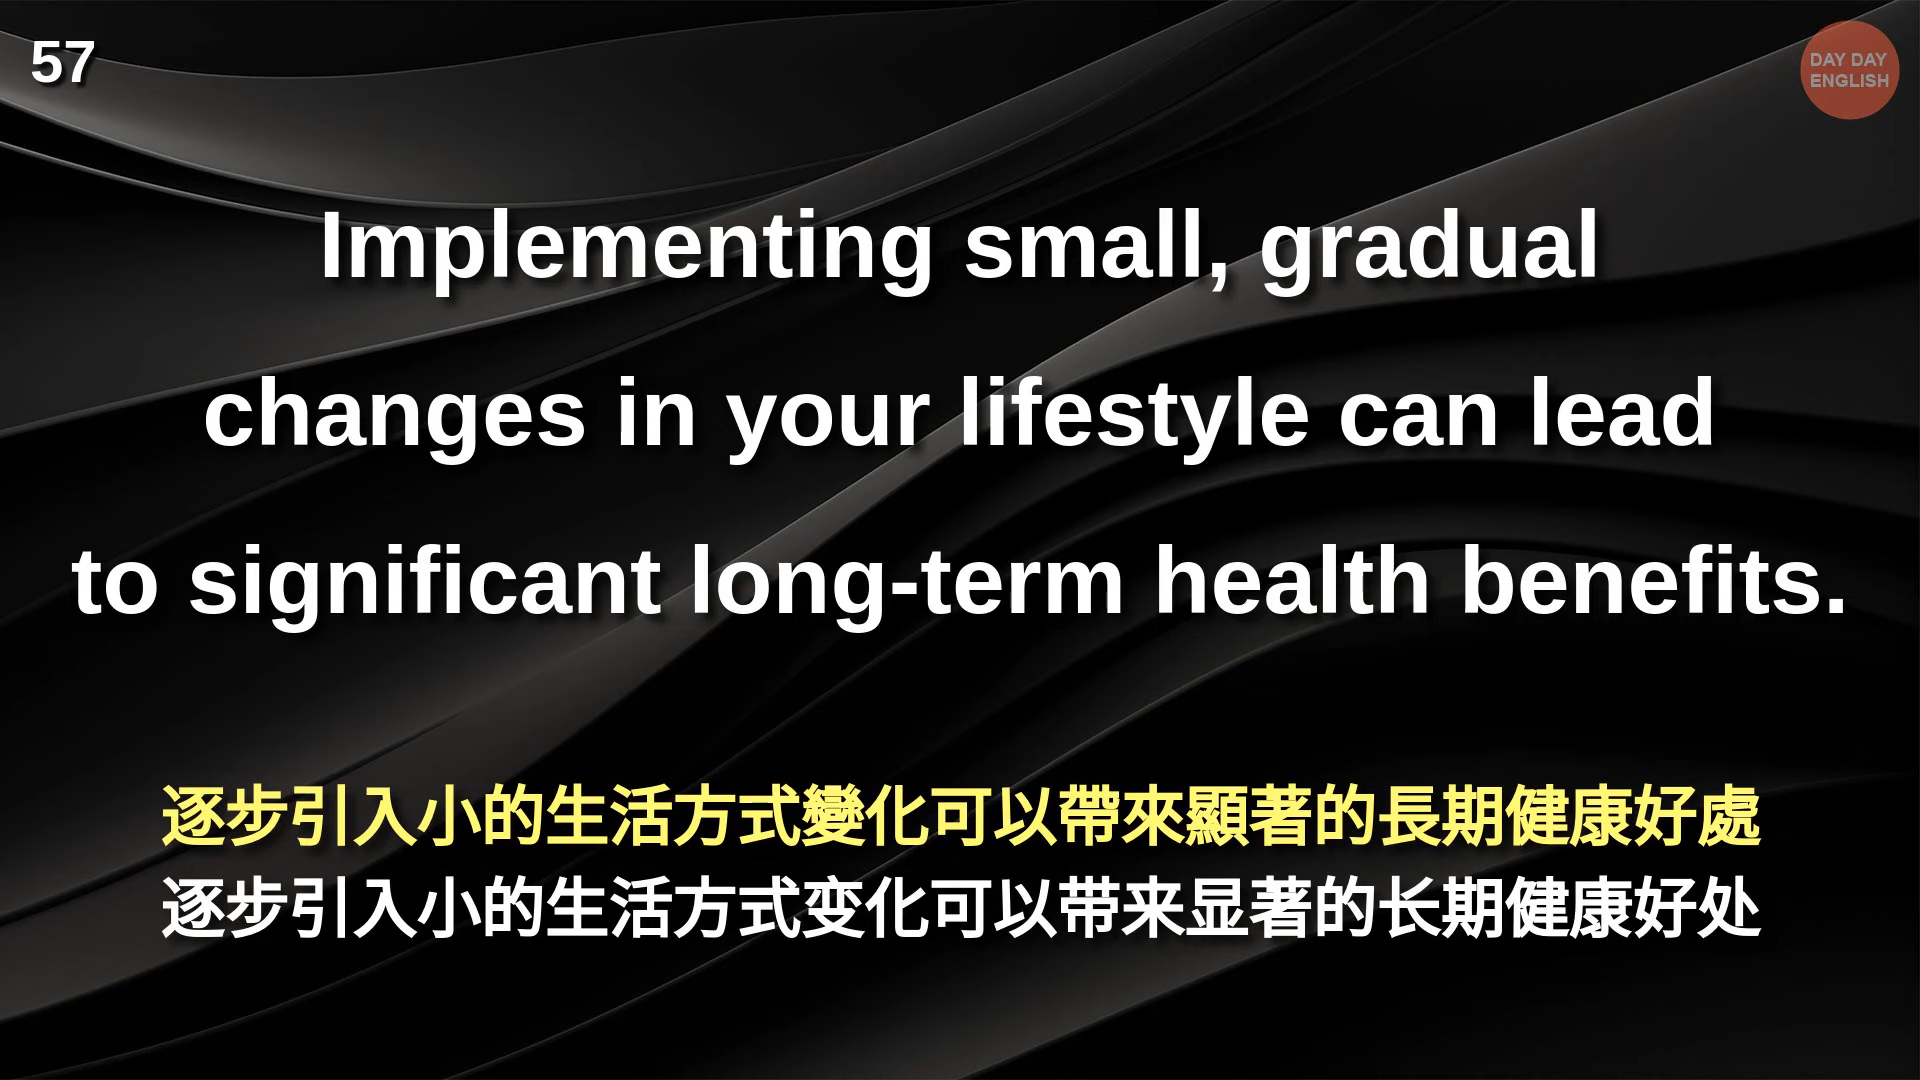 57
DAY DAY
ENGLISH
Implementing small, gradual
changes in your lifestyle can lead
to significant long-term health benefits.
逐步引入小的生活方式變化可以帶來顯著的長期健康好處
逐步引入小的生活方式变化可以带来显著的长期健康好处